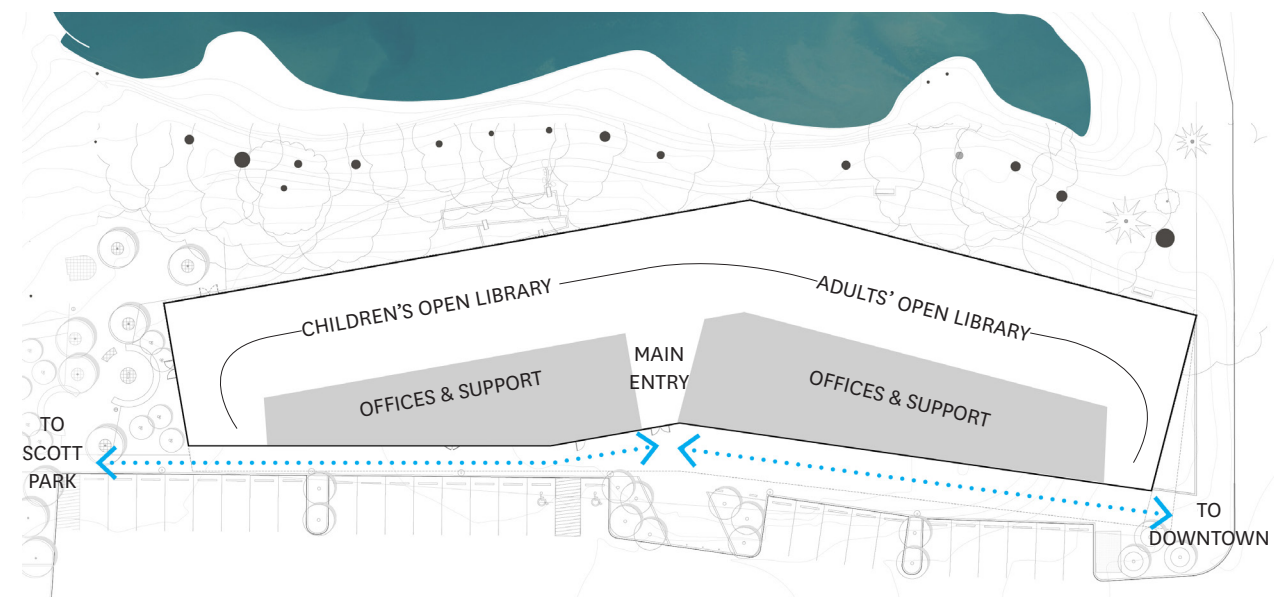 CHILDREN'S OPEN LIBRARY
ADULTS' OPEN LIBRARY
MAIN
ENTRY
OFFICES & SUPPORT
OFFICES & SUPPORT
TO
SCOTT
PARK
TO
DOWNTOWN